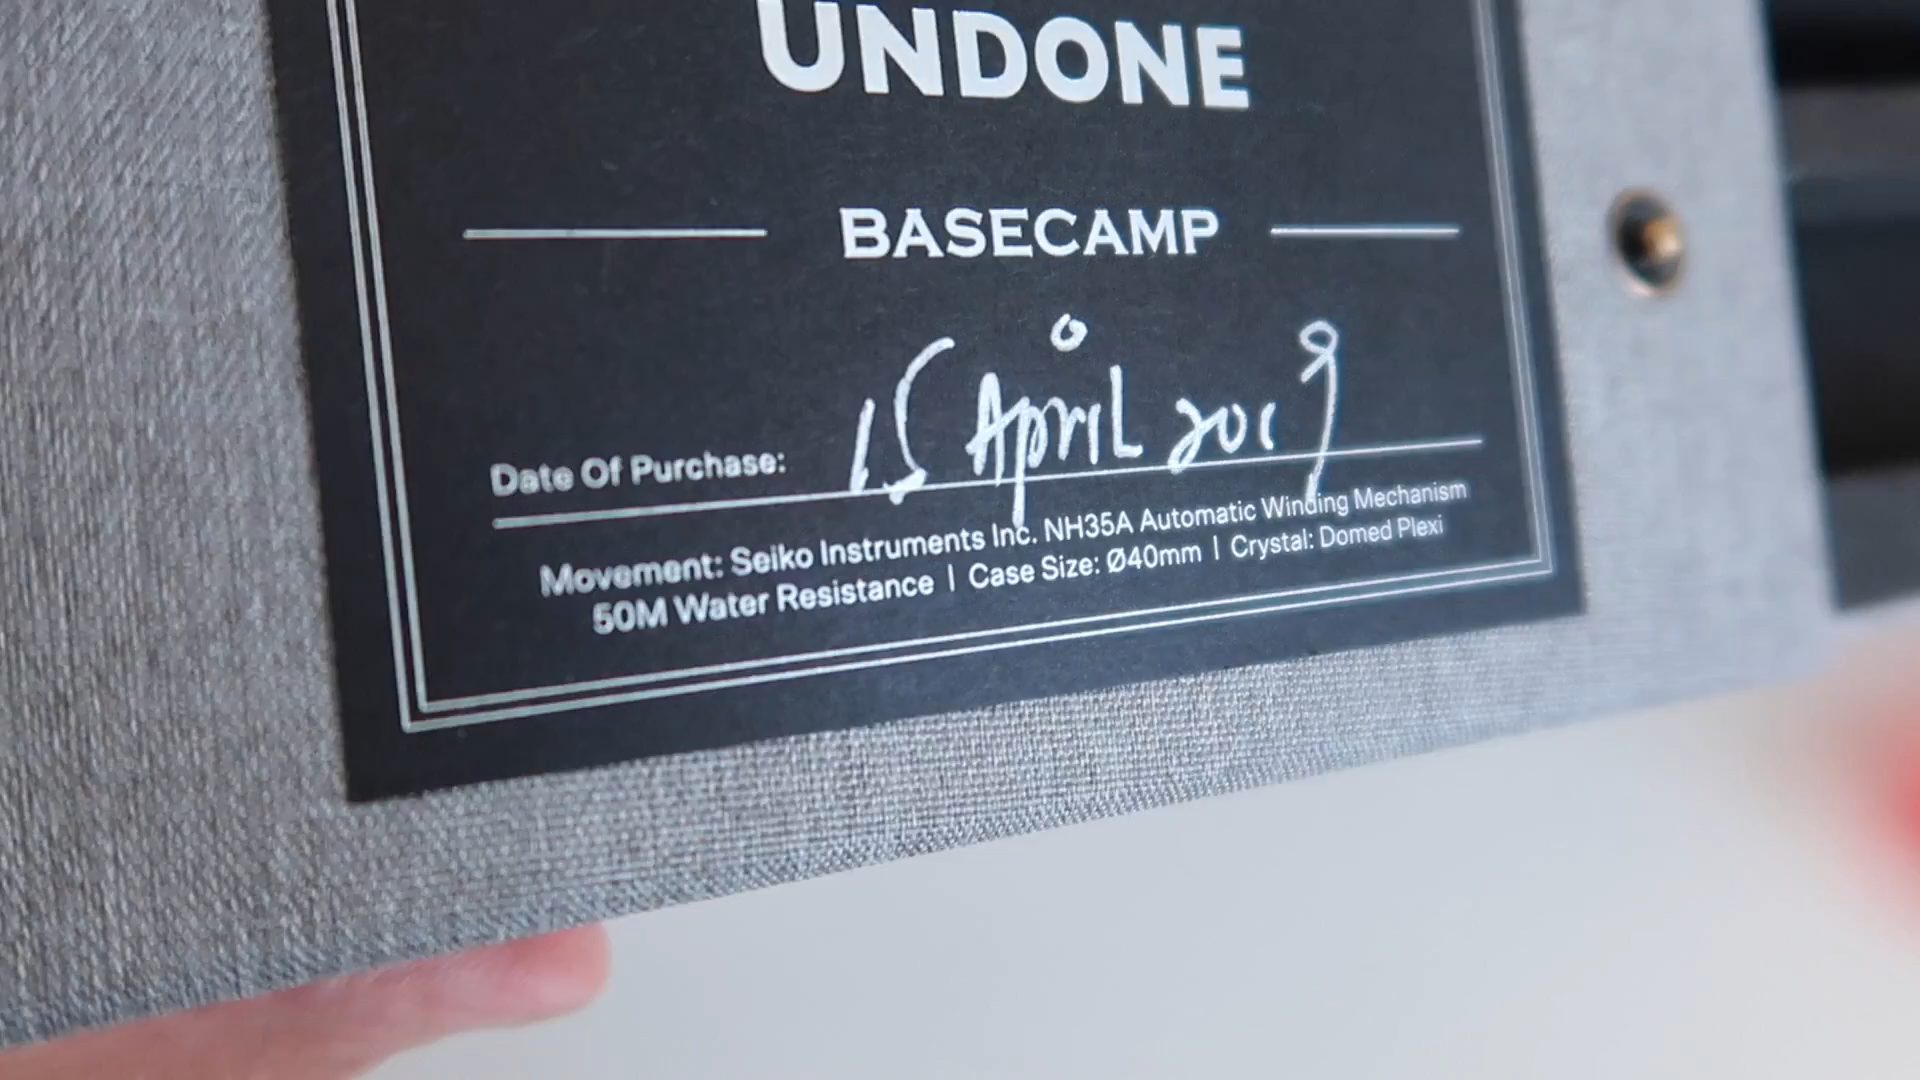 UNDONE
BASECAMP
Date Of Purchase: 15 April 2019
Movement: Seiko Instruments Inc. NH35A Automatic Winding Mechanism
50M Water Resistance | Case Size: Ø40mm | Crystal: Domed Plexi